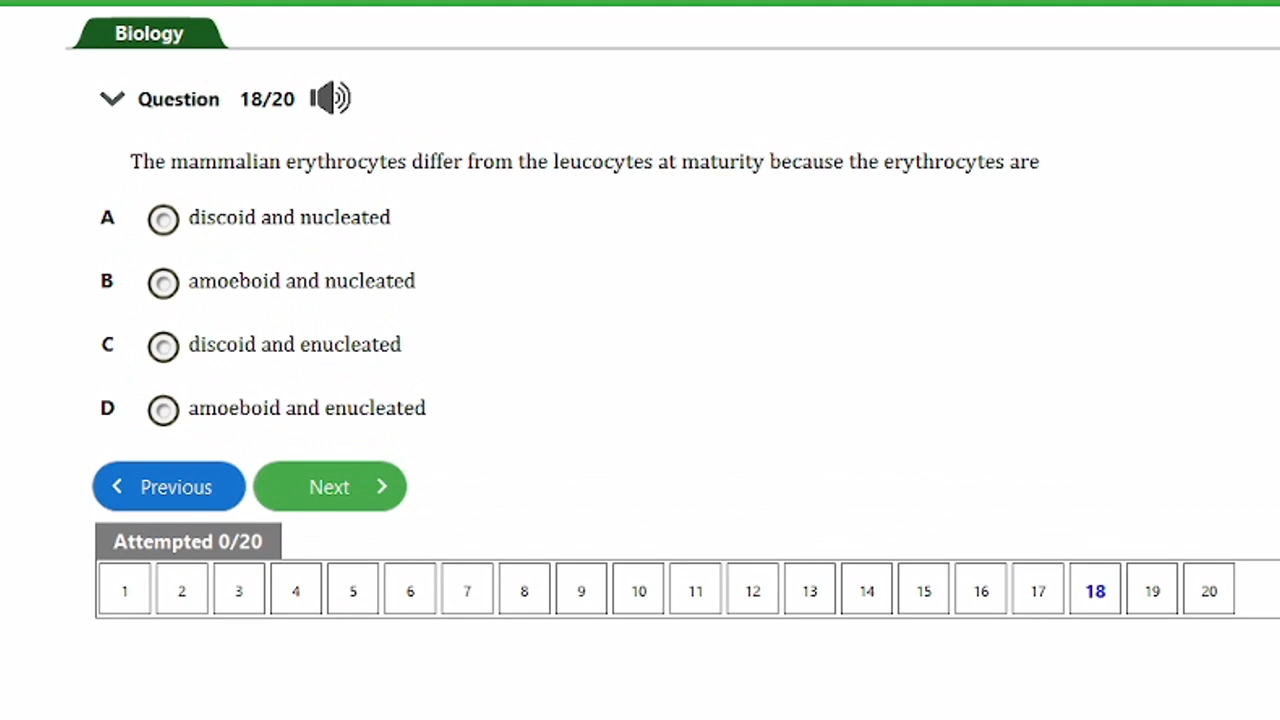 Biology
Question 18/20
The mammalian erythrocytes differ from the leucocytes at maturity because the erythrocytes are
A discoid and nucleated
B amoeboid and nucleated
C discoid and enucleated
D amoeboid and enucleated
Previous Next
Attempted 0/20
1 2 3 4 5 6 7 8 9 10 11 12 13 14 15 16 17 18 19 20